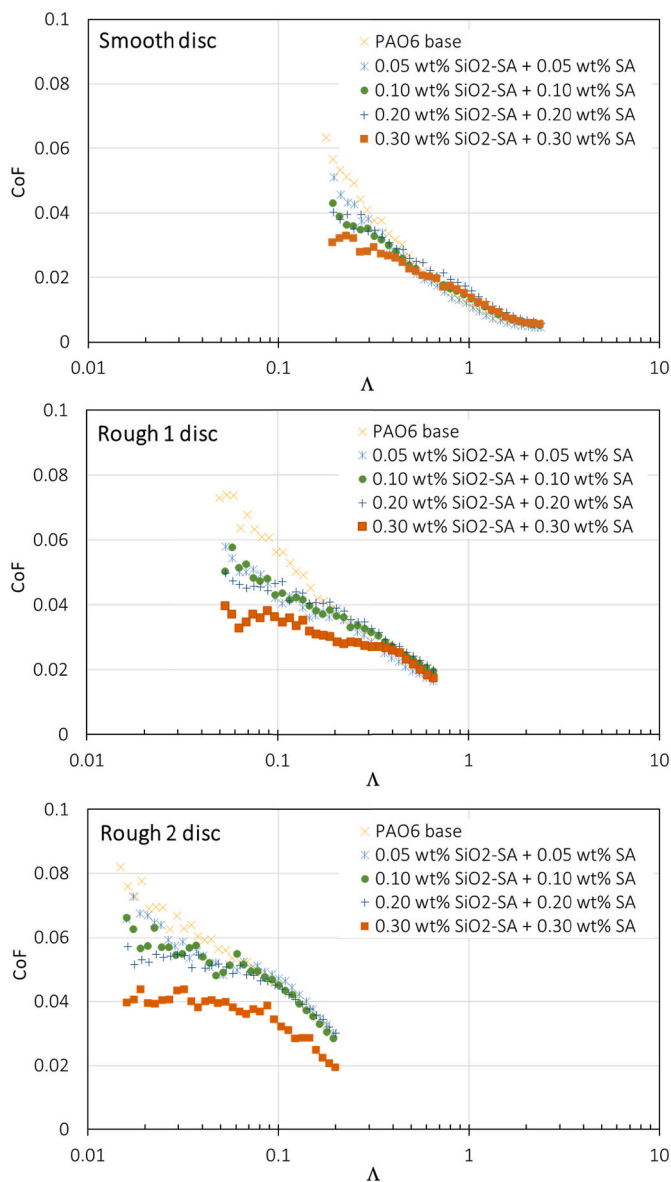 0.1
Smooth disc
PAO6 base
0.05 wt% SiO2-SA + 0.05 wt% SA
0.10 wt% SiO2-SA + 0.10 wt% SA
0.20 wt% SiO2-SA + 0.20 wt% SA
0.30 wt% SiO2-SA + 0.30 wt% SA
0.08
0.06
CoF
0.04
0.02
0
0.01 0.1 1 10
Λ
0.1
Rough 1 disc
PAO6 base
0.05 wt% SiO2-SA + 0.05 wt% SA
0.10 wt% SiO2-SA + 0.10 wt% SA
0.20 wt% SiO2-SA + 0.20 wt% SA
0.30 wt% SiO2-SA + 0.30 wt% SA
0.08
0.06
CoF
0.04
0.02
0
0.01 0.1 1 10
Λ
0.1
Rough 2 disc
PAO6 base
0.05 wt% SiO2-SA + 0.05 wt% SA
0.10 wt% SiO2-SA + 0.10 wt% SA
0.20 wt% SiO2-SA + 0.20 wt% SA
0.30 wt% SiO2-SA + 0.30 wt% SA
0.08
0.06
CoF
0.04
0.02
0
0.01 0.1 1 10
Λ